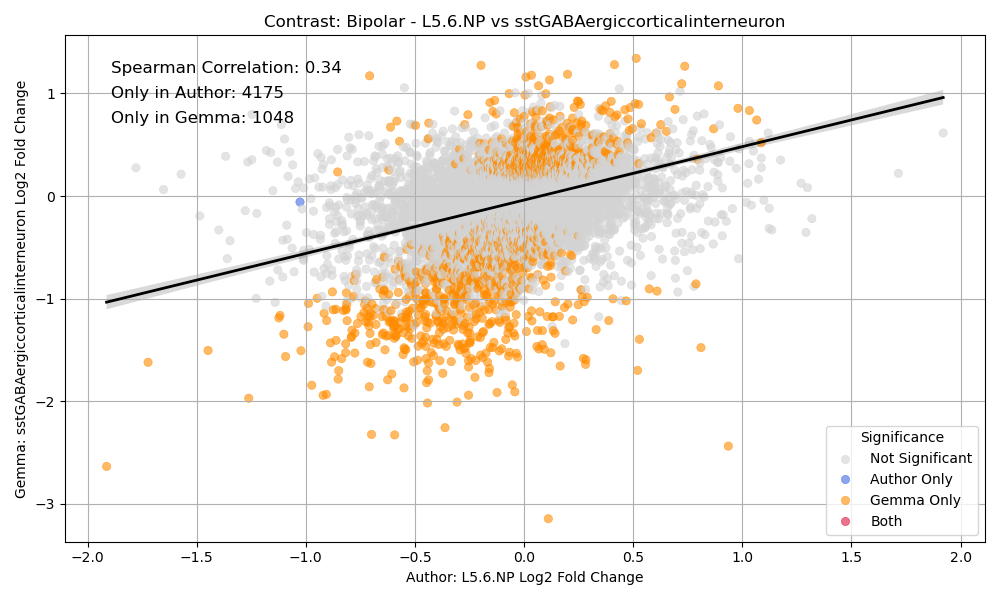 Contrast: Bipolar - L5.6.NP vs sstGABAergiccorticalinterneuron
Spearman Correlation: 0.34
Only in Author: 4175
Only in Gemma: 1048
Gemma: sstGABAergiccorticalinterneuron Log2 Fold Change
1
0
−1
−2
−3
Significance
Not Significant
Author Only
Gemma Only
Both
−2.0 −1.5 −1.0 −0.5 0.0 0.5 1.0 1.5 2.0
Author: L5.6.NP Log2 Fold Change